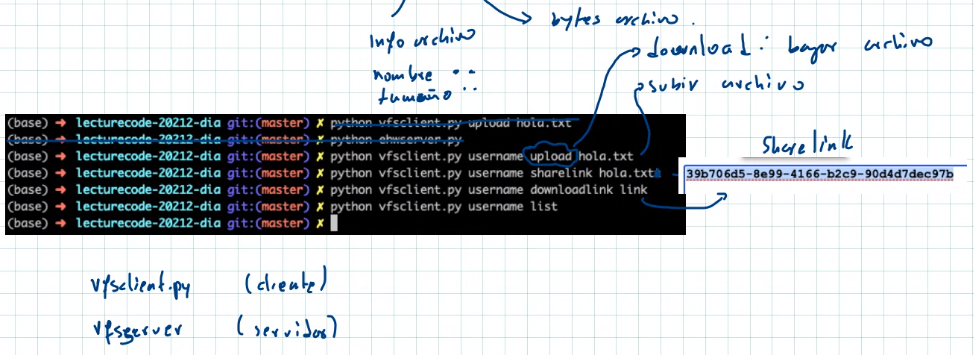 bytes archivo.
Info archivo
download: bajar archivo
nombre
tamaño
subir archivo
(base) → lecturecode-20212-dia git:(master) ✗ python vfsclient.py upload hola.txt
(base) → lecturecode-20212-dia git:(master) ✗ python ohwserver.py
(base) → lecturecode-20212-dia git:(master) ✗ python vfsclient.py username upload hola.txt
(base) → lecturecode-20212-dia git:(master) ✗ python vfsclient.py username sharelink hola.txt
(base) → lecturecode-20212-dia git:(master) ✗ python vfsclient.py username downloadlink link
(base) → lecturecode-20212-dia git:(master) ✗ python vfsclient.py username list
(base) → lecturecode-20212-dia git:(master) ✗
sharelink
39b706d5-8e99-4166-b2c9-90d4d7dec97b
vfsclient.py (cliente)
vfsserver (servidor)